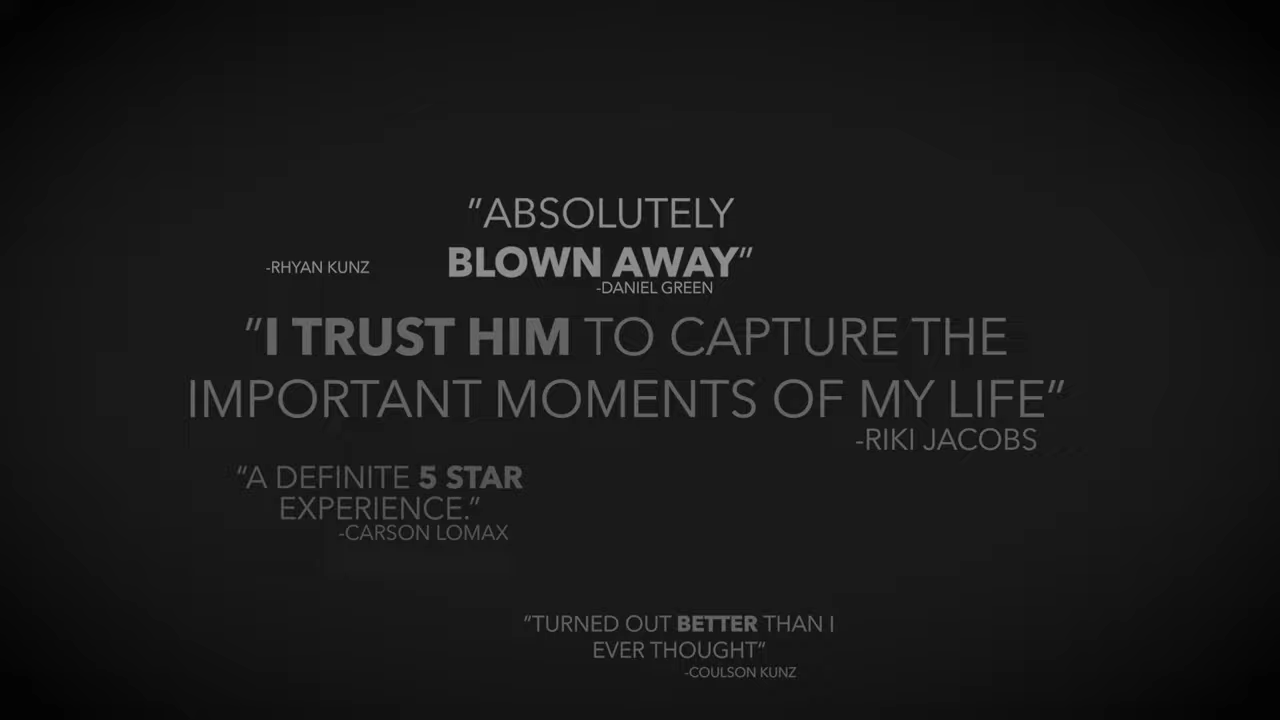 "ABSOLUTELY
BLOWN AWAY"
-RHYAN KUNZ
-DANIEL GREEN
"I TRUST HIM TO CAPTURE THE
IMPORTANT MOMENTS OF MY LIFE"
-RIKI JACOBS
"A DEFINITE 5 STAR
EXPERIENCE."
-CARSON LOMAX
"TURNED OUT BETTER THAN I
EVER THOUGHT"
-COULSON KUNZ